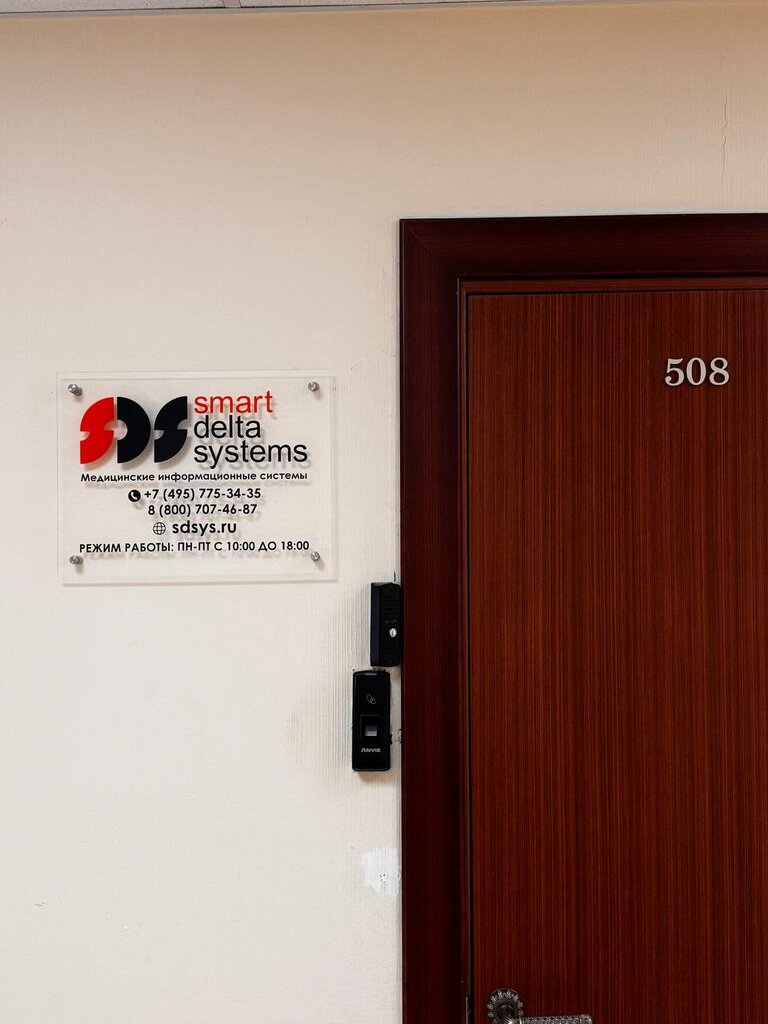 SDS
smart
delta
systems
Медицинские информационные системы
+7 (495) 775-34-35
8 (800) 707-46-87
sdsys.ru
РЕЖИМ РАБОТЫ: ПН-ПТ С 10:00 ДО 18:00
508
ANVIZ